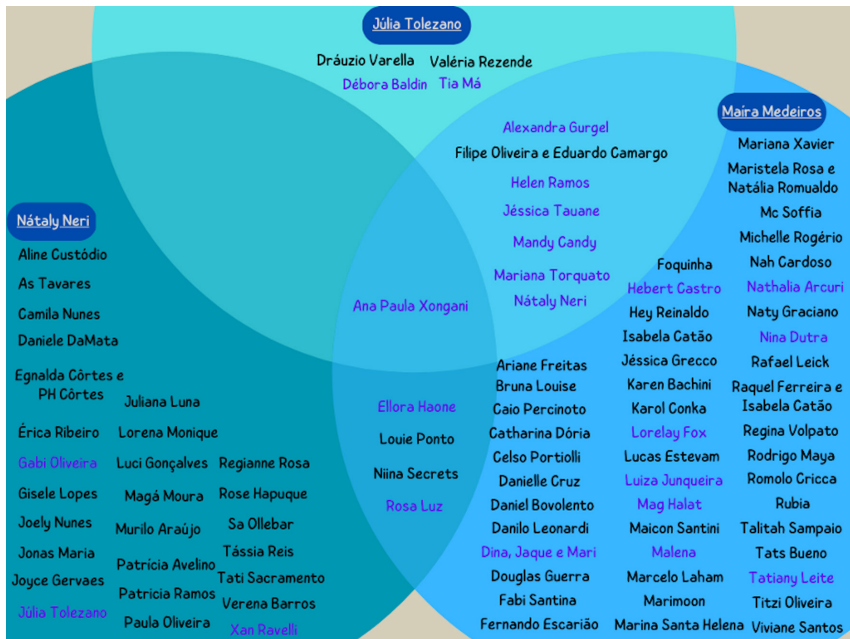 Júlia Tolezano
Dráuzio Varella
Valéria Rezende
Débora Baldin
Tia Má
Alexandra Gurgel
Filipe Oliveira e Eduardo Camargo
Helen Ramos
Jéssica Tauane
Mandy Candy
Mariana Torquato
Nátaly Neri
Ana Paula Xongani
Nátaly Neri
Aline Custódio
As Tavares
Camila Nunes
Daniele DaMata
Egnalda Côrtes e
PH Côrtes
Érica Ribeiro
Gabi Oliveira
Gisele Lopes
Joely Nunes
Jonas Maria
Joyce Gervaes
Júlia Tolezano
Juliana Luna
Lorena Monique
Luci Gonçalves
Magá Moura
Murilo Araújo
Patrícia Avelino
Patricia Ramos
Paula Oliveira
Regianne Rosa
Rose Hapuque
Sa Ollebar
Tássia Reis
Tati Sacramento
Verena Barros
Xan Ravelli
Ellora Haone
Louie Ponto
Niina Secrets
Rosa Luz
Ariane Freitas
Bruna Louise
Caio Percinoto
Catharina Dória
Celso Portiolli
Danielle Cruz
Daniel Bovolento
Danilo Leonardi
Dina, Jaque e Mari
Douglas Guerra
Fabi Santina
Fernando Escarião
Foquinha
Hebert Castro
Hey Reinaldo
Isabela Catão
Jéssica Grecco
Karen Bachini
Karol Conka
Lorelay Fox
Lucas Estevam
Luiza Junqueira
Mag Halat
Maicon Santini
Malena
Marcelo Laham
Marimoon
Marina Santa Helena
Maíra Medeiros
Mariana Xavier
Maristela Rosa e
Natália Romualdo
Mc Soffia
Michelle Rogério
Nah Cardoso
Nathalia Arcuri
Naty Graciano
Nina Dutra
Rafael Leick
Raquel Ferreira e
Isabela Catão
Regina Volpato
Rodrigo Maya
Romolo Cricca
Rubia
Talitah Sampaio
Tats Bueno
Tatiany Leite
Titzi Oliveira
Viviane Santos